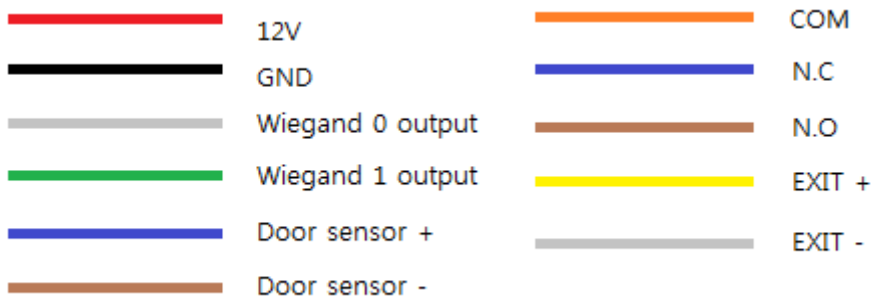 12V
GND
Wiegand 0 output
Wiegand 1 output
Door sensor +
Door sensor -
COM
N.C
N.O
EXIT +
EXIT -